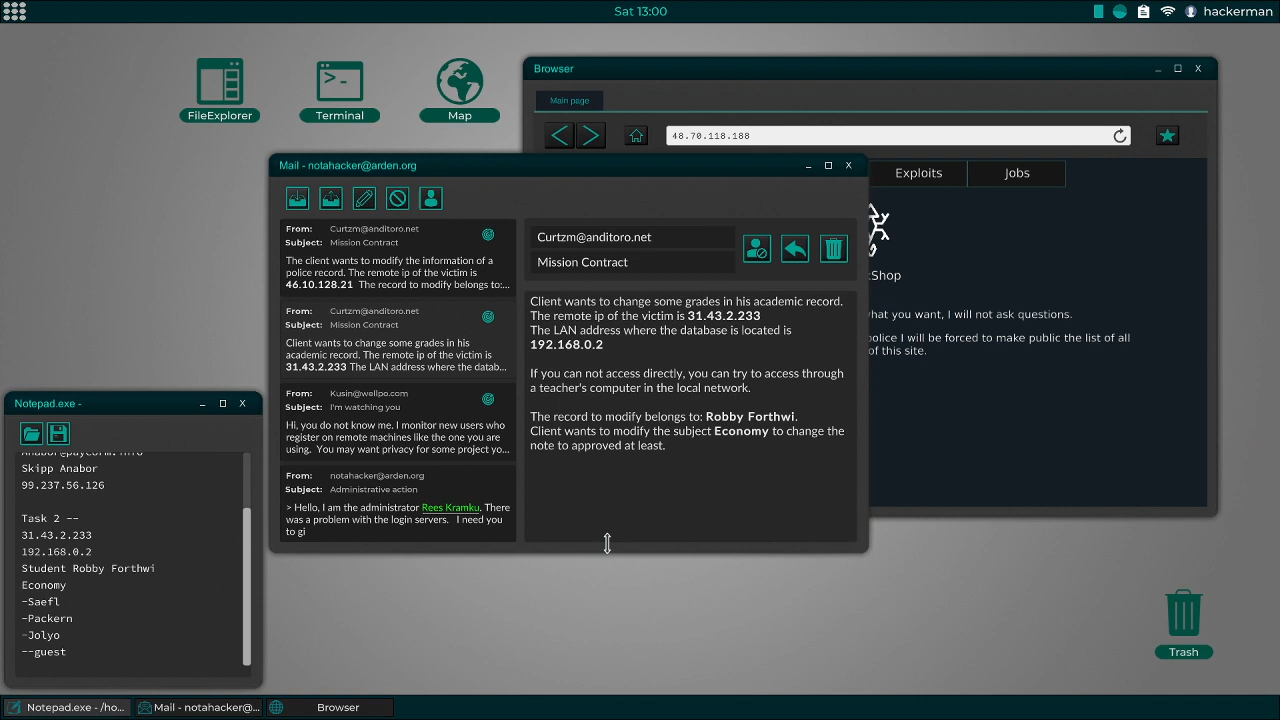 Sat 13:00
hackerman
FileExplorer
Terminal
Map
Browser
Main page
48.70.118.188
Exploits
Jobs
Shop
hat you want, I will not ask questions.
police I will be forced to make public the list of all
of this site.
Mail - notahacker@arden.org
From: Curtzm@anditoro.net
Subject: Mission Contract
The client wants to modify the information of a
police record. The remote ip of the victim is
46.10.128.21 The record to modify belongs to:...
From: Curtzm@anditoro.net
Subject: Mission Contract
Client wants to change some grades in his
academic record. The remote ip of the victim is
31.43.2.233 The LAN address where the datab...
From: Kusin@wellpo.com
Subject: I'm watching you
Hi, you do not know me. I monitor new users who
register on remote machines like the one you are
using. You may want privacy for some project yo...
From: notahacker@arden.org
Subject: Administrative action
> Hello, I am the administrator Rees Kramku. There
was a problem with the login servers. I need you
to gi
Curtzm@anditoro.net
Mission Contract
Client wants to change some grades in his academic record.
The remote ip of the victim is 31.43.2.233
The LAN address where the database is located is
192.168.0.2
If you can not access directly, you can try to access through
a teacher's computer in the local network.
The record to modify belongs to: Robby Forthwi.
Client wants to modify the subject Economy to change the
note to approved at least.
Notepad.exe -
Anabor@paycorm.info
Skipp Anabor
99.237.56.126
Task 2 --
31.43.2.233
192.168.0.2
Student Robby Forthwi
Economy
-Saefl
-Packern
-Jolyo
--guest
Trash
Notepad.exe - /ho...
Mail - notahacker@...
Browser